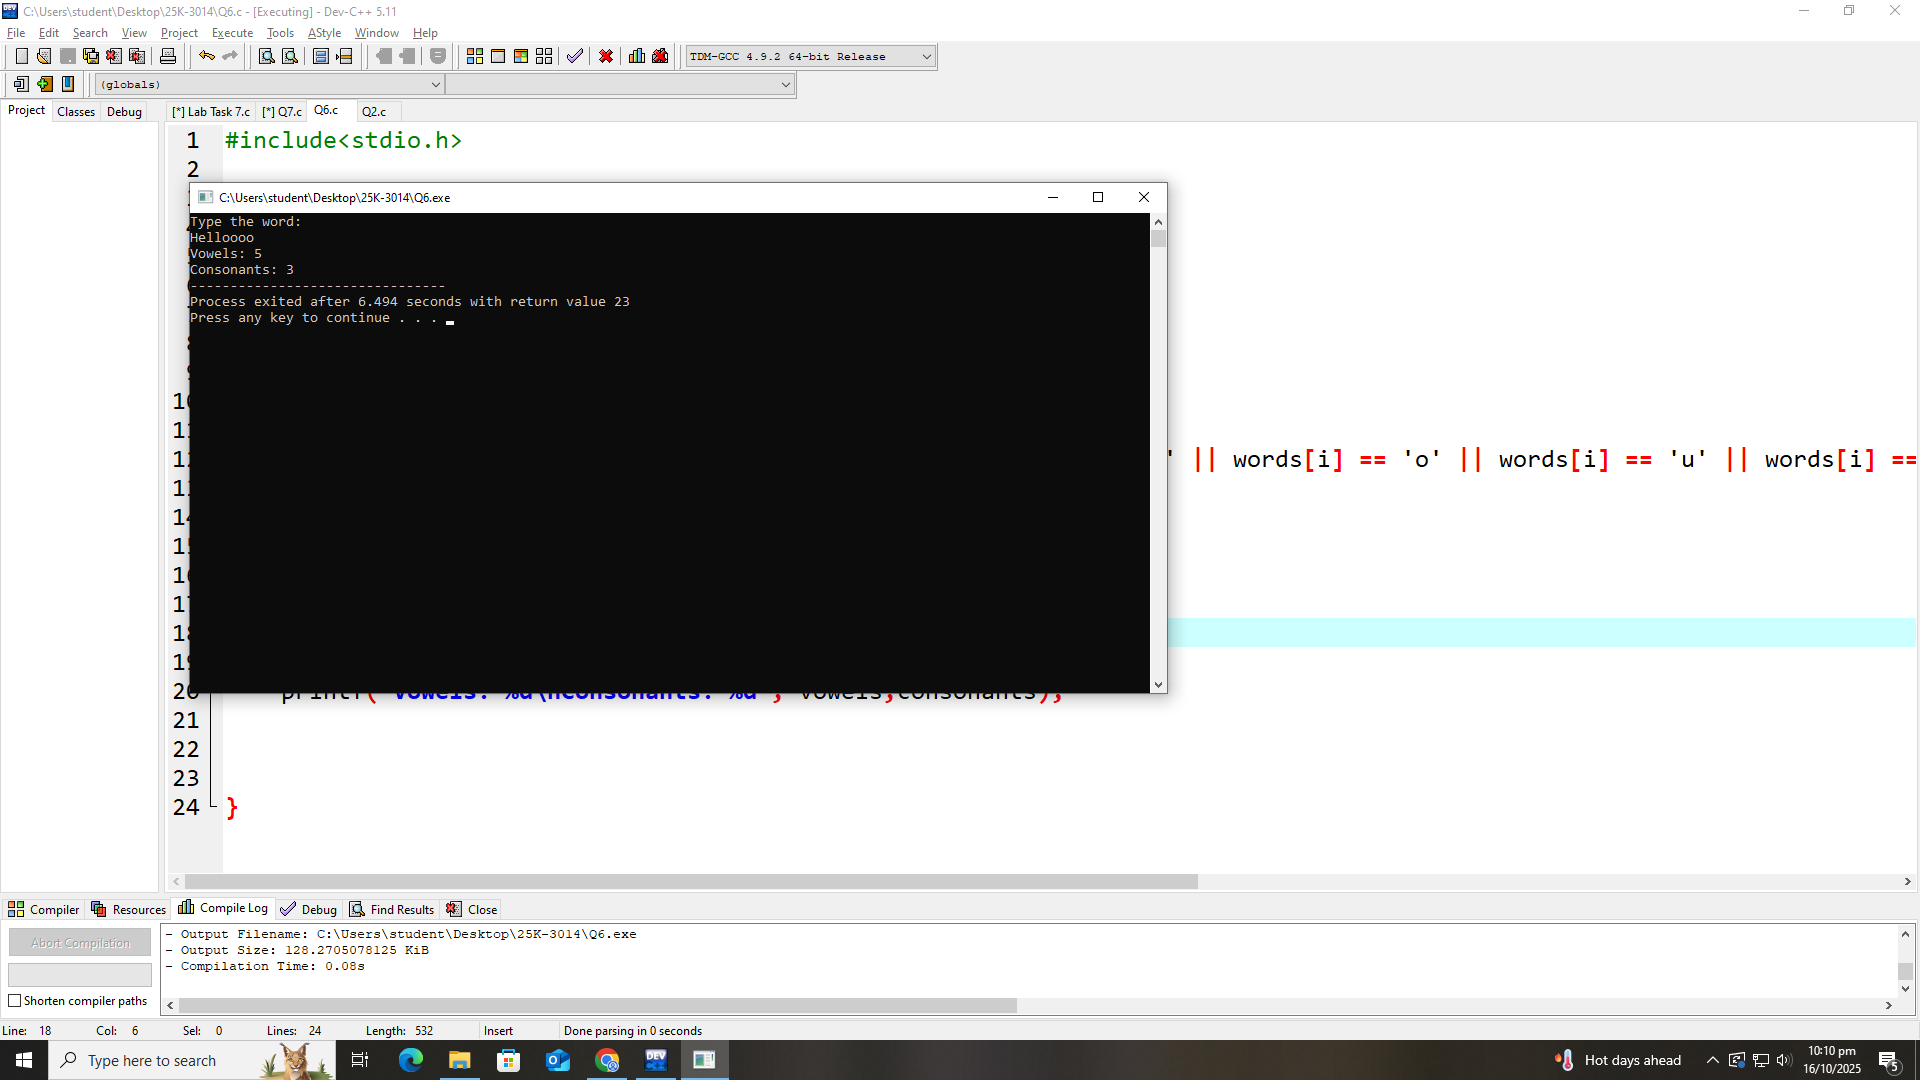 C:\Users\student\Desktop\25K-3014\Q6.c - [Executing] - Dev-C++ 5.11
File Edit Search View Project Execute Tools AStyle Window Help
TDM-GCC 4.9.2 64-bit Release
(globals)
Project Classes Debug [*] Lab Task 7.c [*] Q7.c Q6.c Q2.c
1 #include<stdio.h>
2
C:\Users\student\Desktop\25K-3014\Q6.exe
Type the word:
Helloooo
Vowels: 5
Consonants: 3
--------------------------------
Process exited after 6.494 seconds with return value 23
Press any key to continue . . .
10
11
12 ' || words[i] == 'o' || words[i] == 'u' || words[i] ==
13
14
15
16
17
18
19
20 printf("Vowels: %d\nConsonants: %d", vowels,consonants);
21
22
23
24 }
Compiler Resources Compile Log Debug Find Results Close
Abort Compilation
- Output Filename: C:\Users\student\Desktop\25K-3014\Q6.exe
- Output Size: 128.2705078125 KiB
- Compilation Time: 0.08s
Shorten compiler paths
Line: 18 Col: 6 Sel: 0 Lines: 24 Length: 532 Insert Done parsing in 0 seconds
Type here to search
DEV
Hot days ahead
10:10 pm
16/10/2025
5